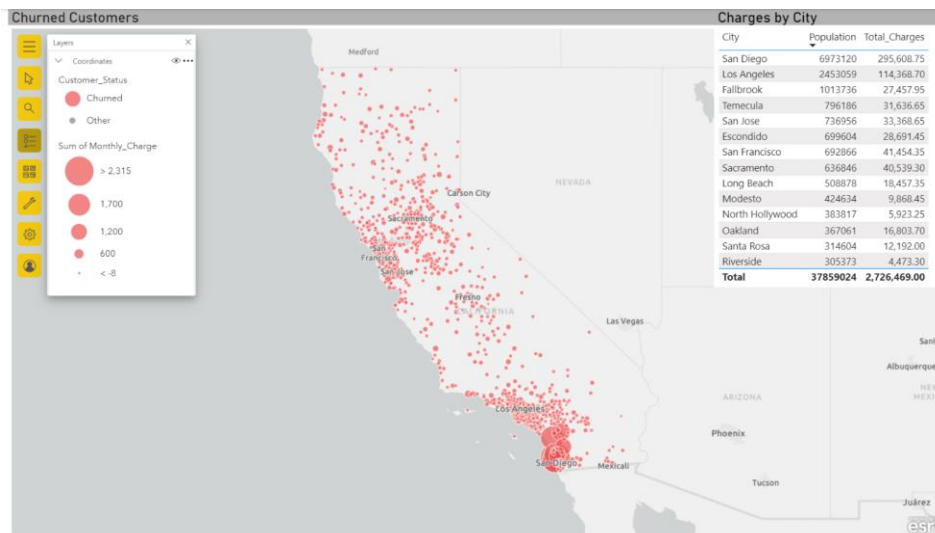 Churned Customers
Charges by City
Layers
Coordinates
Customer_Status
Churned
Other
Sum of Monthly_Charge
> 2,315
1,700
1,200
600
< -8
Medford
Carson City
NEVADA
Sacramento
San Francisco
San Jose
Fresno
CALIFORNIA
Las Vegas
Los Angeles
San Diego
Mexicali
ARIZONA
Phoenix
Tucson
Albuquerque
Juárez
esri
City Population Total_Charges
San Diego 6973120 295,608.75
Los Angeles 2453059 114,368.70
Fallbrook 1013736 27,457.95
Temecula 796186 31,636.65
San Jose 736956 33,368.65
Escondido 699604 28,691.45
San Francisco 692866 41,454.35
Sacramento 636846 40,539.30
Long Beach 508878 18,457.35
Modesto 424634 9,868.45
North Hollywood 383817 5,923.25
Oakland 367061 16,803.70
Santa Rosa 314604 12,192.00
Riverside 305373 4,473.30
Total 37859024 2,726,469.00